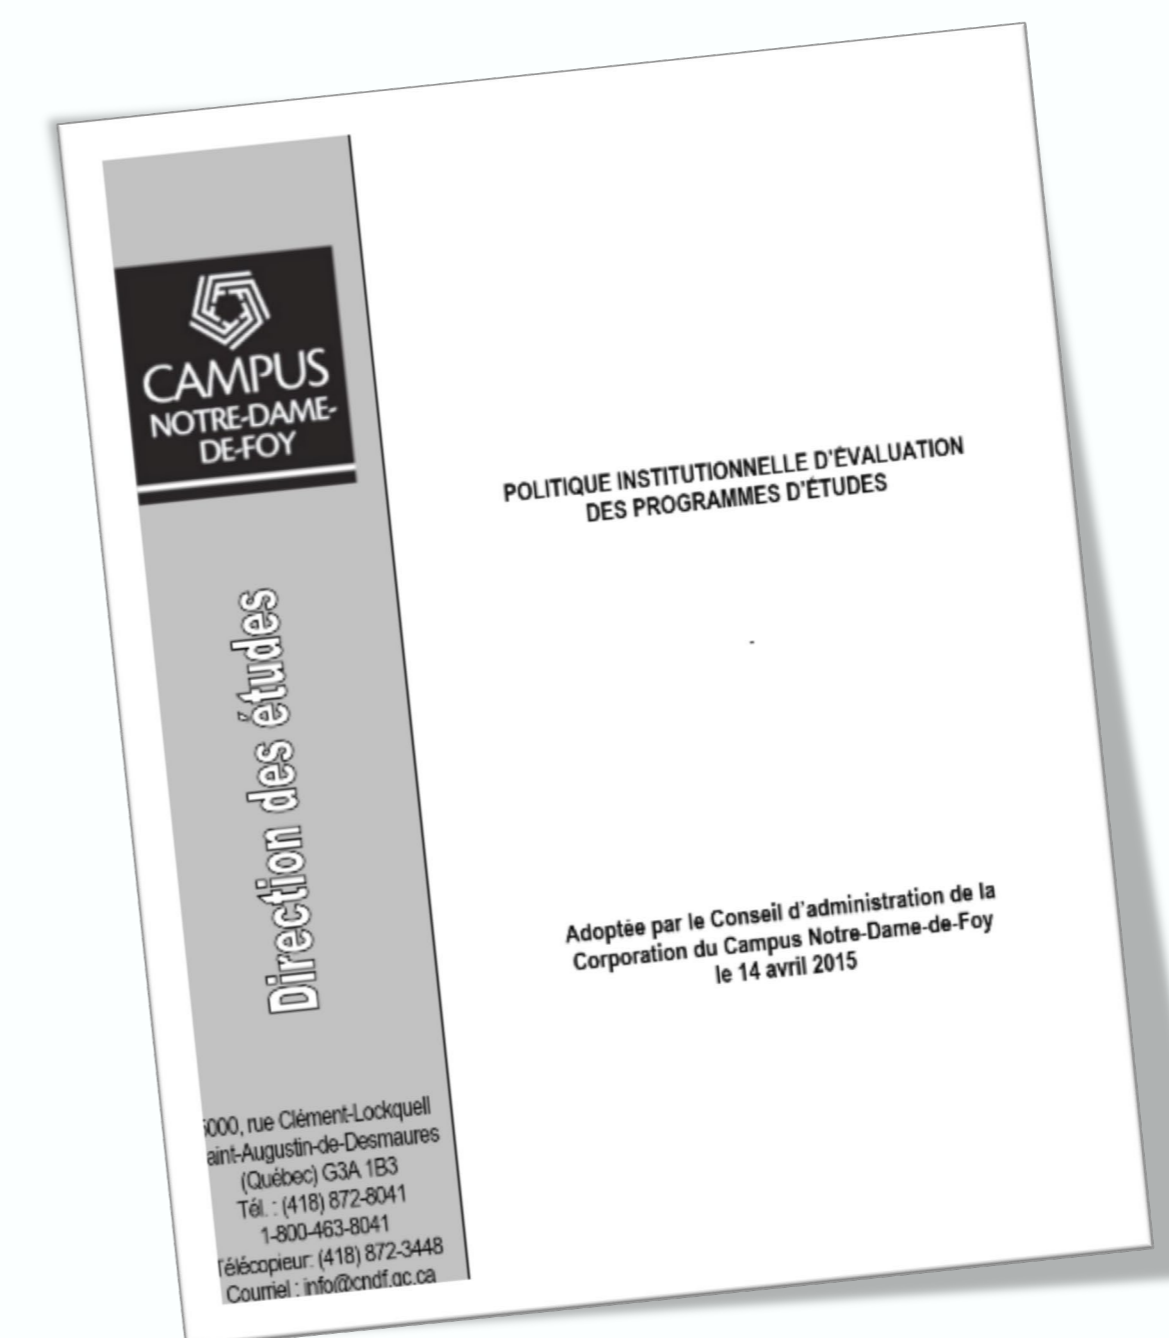 CAMPUS
NOTRE-DAME-
DE-FOY
Direction des études
POLITIQUE INSTITUTIONNELLE D'ÉVALUATION
DES PROGRAMMES D'ÉTUDES
-
Adoptée par le Conseil d'administration de la
Corporation du Campus Notre-Dame-de-Foy
le 14 avril 2015
000, rue Clément-Lockquell
aint-Augustin-de-Desmaures
(Québec) G3A 1B3
Tél. : (418) 872-8041
1-800-463-8041
élécopieur: (418) 872-3448
Courriel : info@cndf.qc.ca